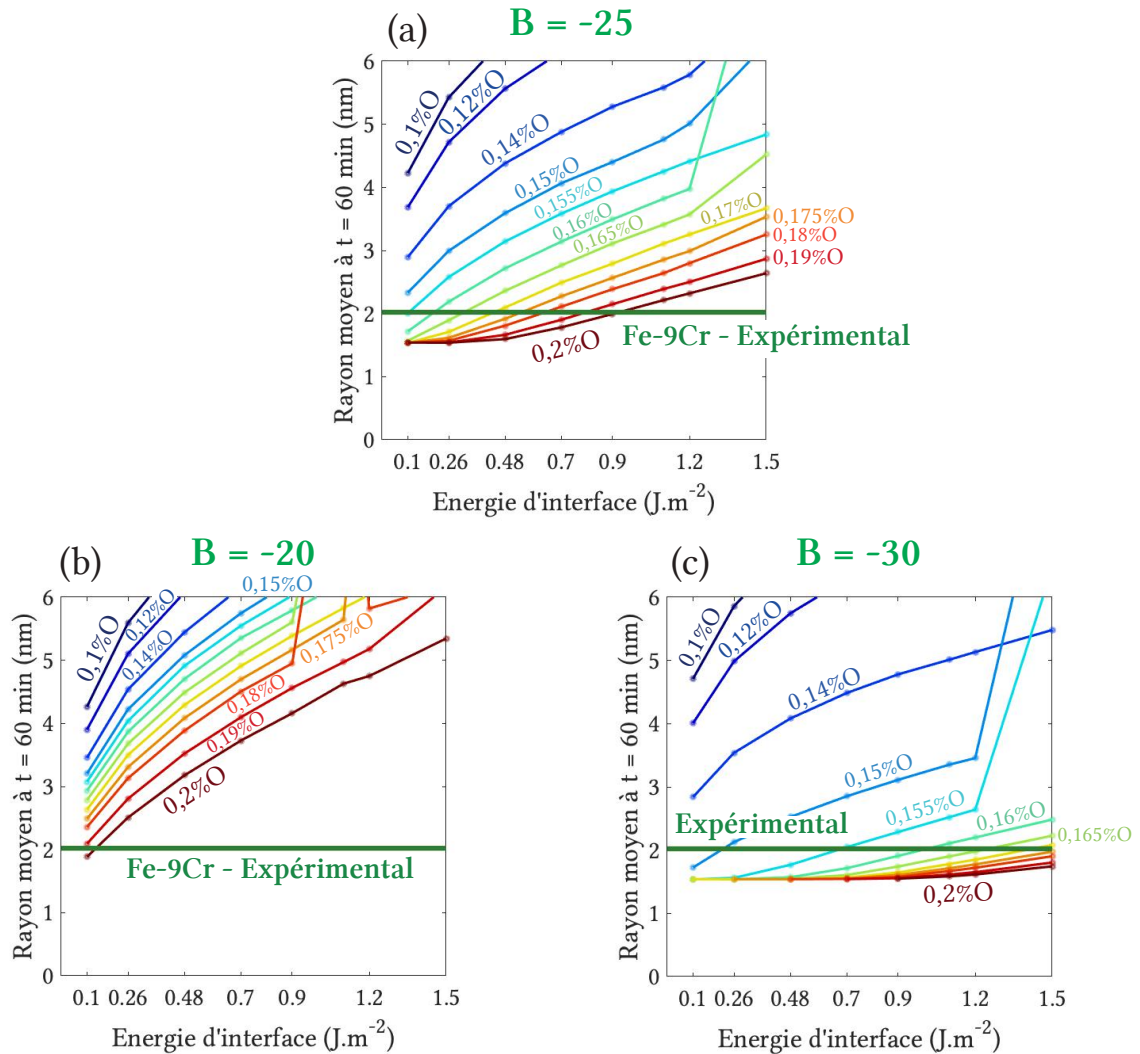 (a)
B = -25
Rayon moyen à t = 60 min (nm)
6
5
4
3
2
1
0
0,1%O
0,12%O
0,14%O
0,15%O
0,155%O
0,16%O
0,165%O
0,17%O
0,175%O
0,18%O
0,19%O
0,2%O
Fe-9Cr - Expérimental
0.1 0.26 0.48 0.7 0.9 1.2 1.5
Energie d'interface (J.m-2)
(b)
B = -20
Rayon moyen à t = 60 min (nm)
6
5
4
3
2
1
0
0,1%O
0,12%O
0,14%O
0,15%O
0,175%O
0,18%O
0,19%O
0,2%O
Fe-9Cr - Expérimental
0.1 0.26 0.48 0.7 0.9 1.2 1.5
Energie d'interface (J.m-2)
(c)
B = -30
Rayon moyen à t = 60 min (nm)
6
5
4
3
2
1
0
0,1%O
0,12%O
0,14%O
0,15%O
0,155%O
0,16%O
0,165%O
Expérimental
0,2%O
0.1 0.26 0.48 0.7 0.9 1.2 1.5
Energie d'interface (J.m-2)